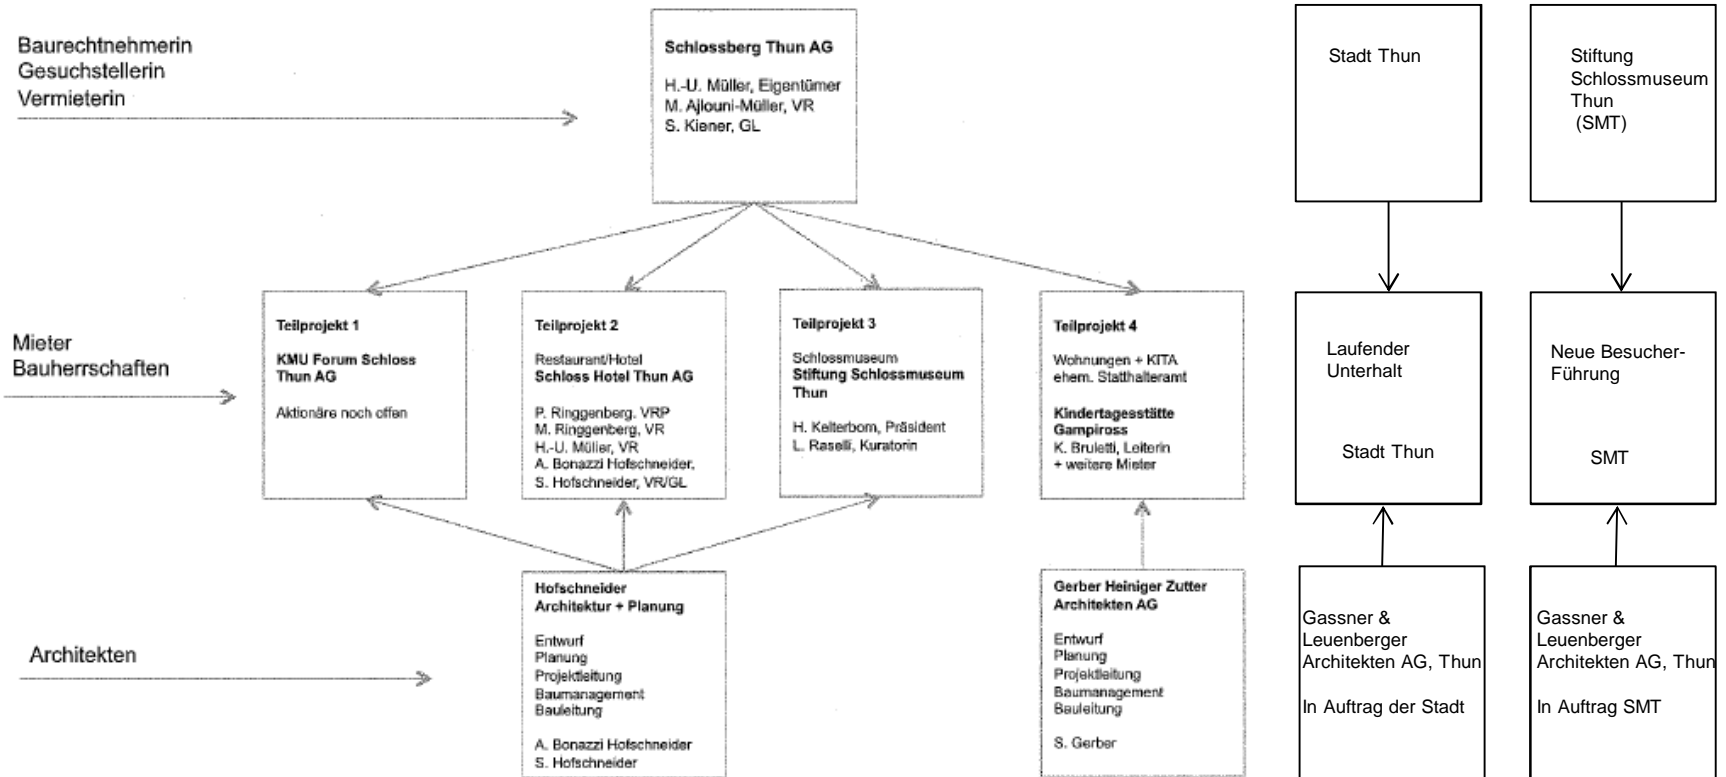 Baurechtnehmerin
Gesuchstellerin
Vermieterin
Schlossberg Thun AG
H.-U. Müller, Eigentümer
M. Ajlouni-Müller, VR
S. Kiener, GL
Stadt Thun
Stiftung
Schlossmuseum
Thun
(SMT)
Mieter
Bauherrschaften
Teilprojekt 1
KMU Forum Schloss
Thun AG
Aktionäre noch offen
Teilprojekt 2
Restaurant/Hotel
Schloss Hotel Thun AG
P. Ringgenberg. VRP
M. Ringgenberg, VR
H.-U. Müller, VR
A. Bonazzi Hofschneider,
S. Hofschneider, VR/GL
Teilprojekt 3
Schlossmuseum
Stiftung Schlossmuseum
Thun
H. Kelterborn, Präsident
L. Raselli, Kuratorin
Teilprojekt 4
Wohnungen + KITA
ehem. Statthalteramt
Kindertagesstätte
Gampiross
K. Bruletti, Leiterin
+ weitere Mieter
Laufender
Unterhalt
Stadt Thun
Neue Besucher-
Führung
SMT
Architekten
Hofschneider
Architektur + Planung
Entwurf
Planung
Projektleitung
Baumanagement
Bauleitung
A. Bonazzi Hofschneider
S. Hofschneider
Gerber Heiniger Zutter
Architekten AG
Entwurf
Planung
Projektleitung
Baumanagement
Bauleitung
S. Gerber
Gassner &
Leuenberger
Architekten AG, Thun
In Auftrag der Stadt
Gassner &
Leuenberger
Architekten AG, Thun
In Auftrag SMT